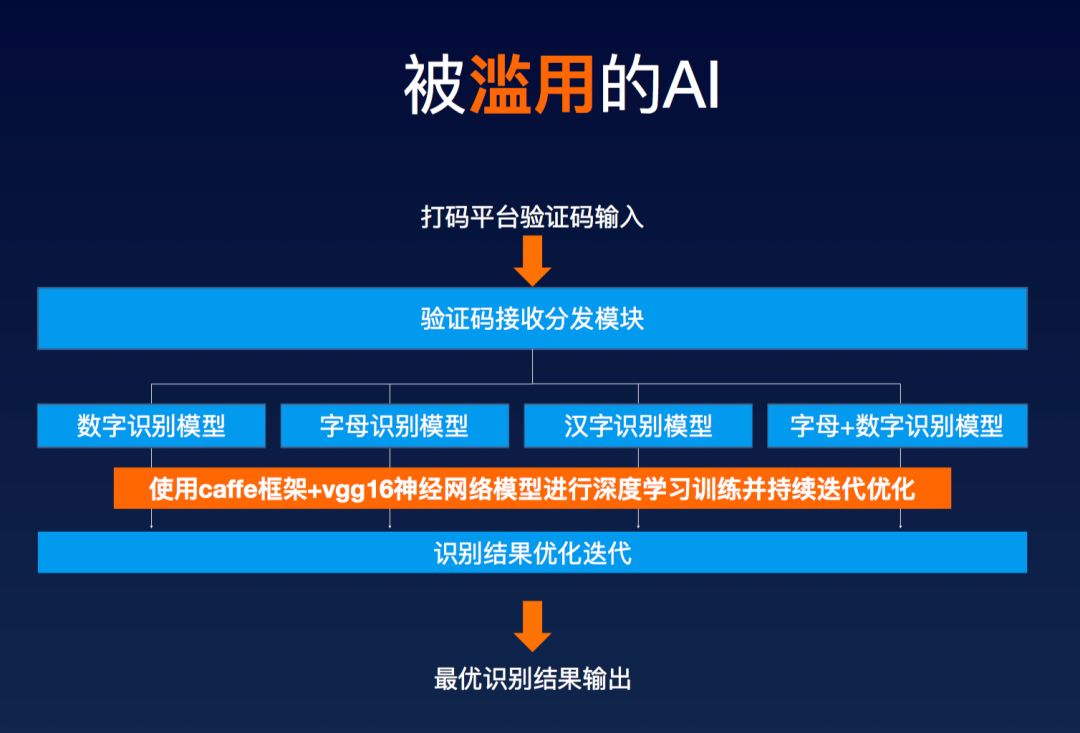 被滥用的AI
打码平台验证码输入
验证码接收分发模块
数字识别模型
字母识别模型
汉字识别模型
字母+数字识别模型
使用caffe框架+vgg16神经网络模型进行深度学习训练并持续迭代优化
识别结果优化迭代
最优识别结果输出